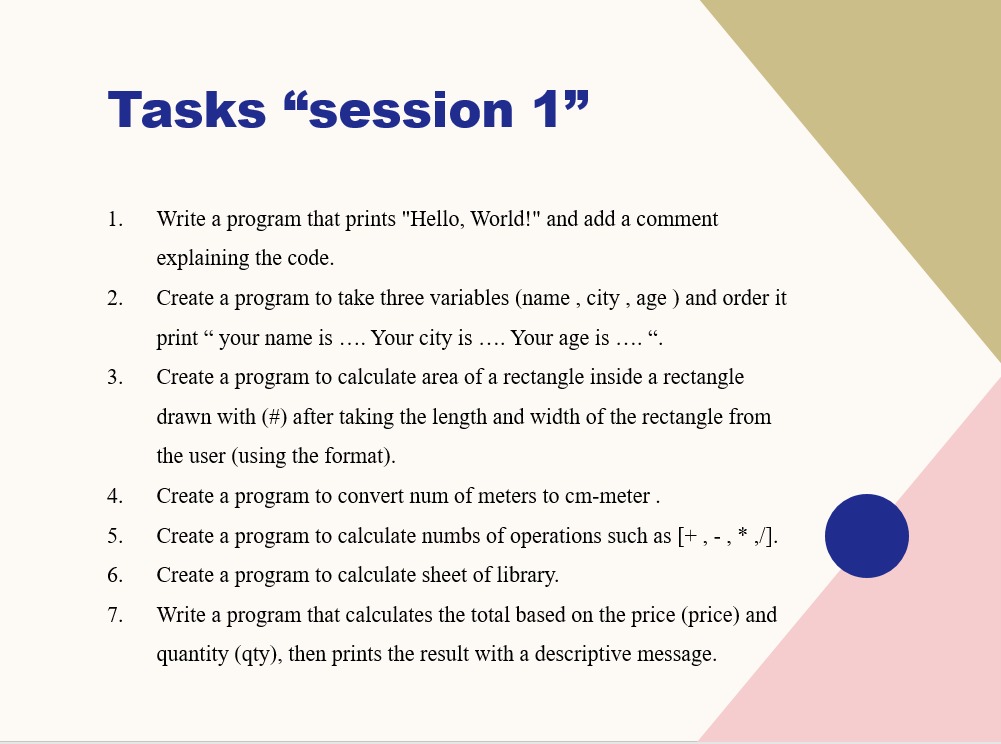 Tasks “session 1”
1. Write a program that prints "Hello, World!" and add a comment
explaining the code.
2. Create a program to take three variables (name , city , age ) and order it
print “ your name is …. Your city is …. Your age is …. “.
3. Create a program to calculate area of a rectangle inside a rectangle
drawn with (#) after taking the length and width of the rectangle from
the user (using the format).
4. Create a program to convert num of meters to cm-meter .
5. Create a program to calculate numbs of operations such as [+ , - , * ,/].
6. Create a program to calculate sheet of library.
7. Write a program that calculates the total based on the price (price) and
quantity (qty), then prints the result with a descriptive message.